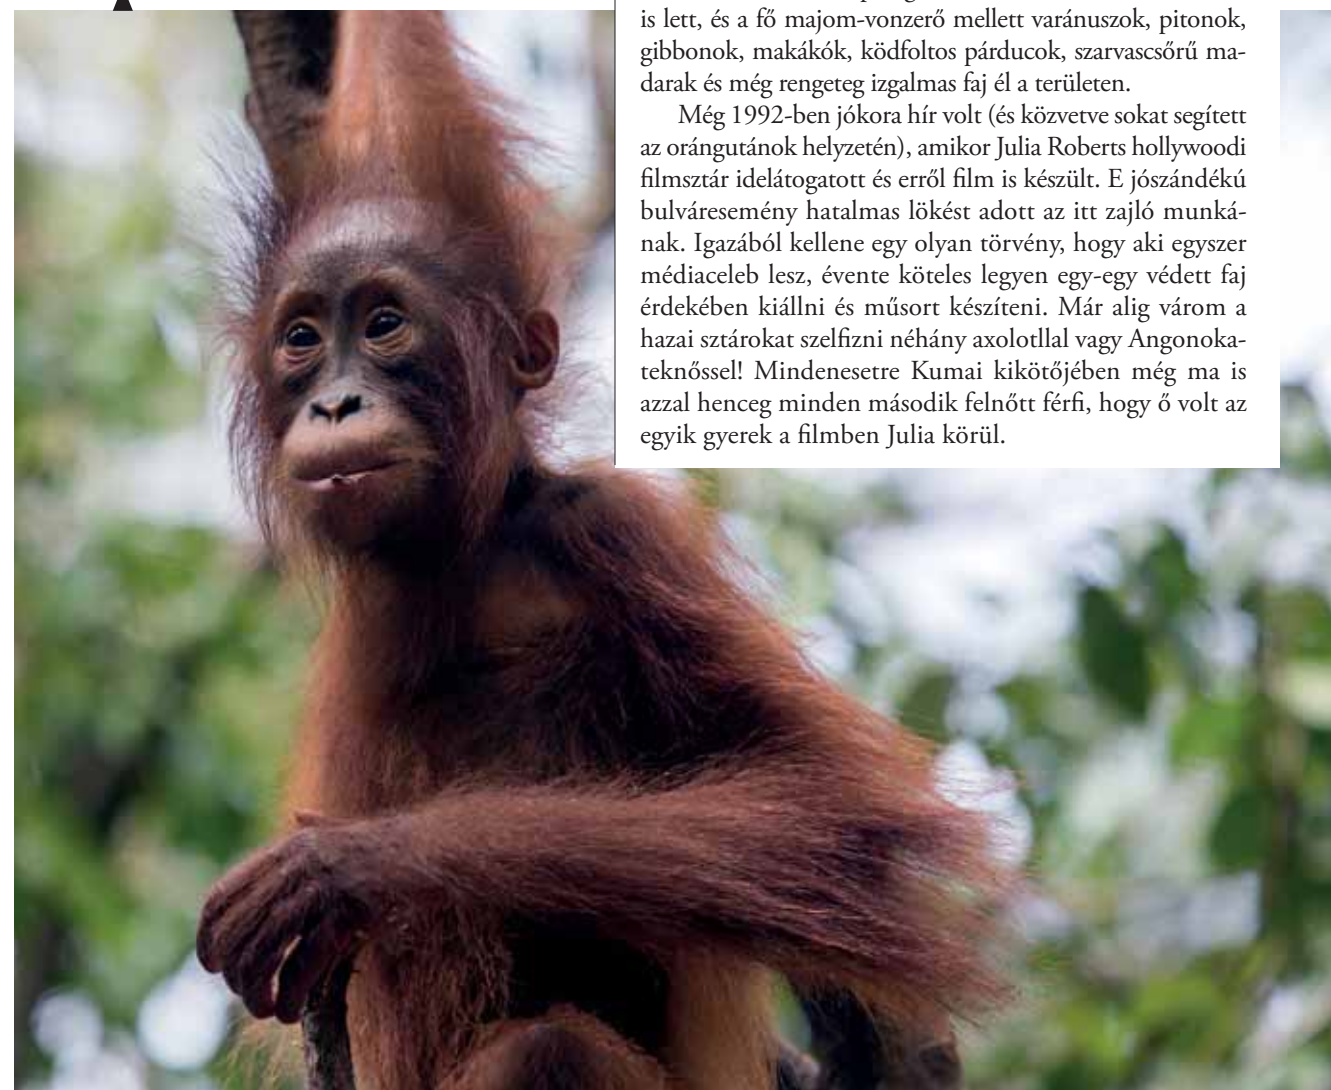 is lett, és a fő majom-vonzerő mellett varánuszok, pitonok,
gibbonok, makákók, ködfoltos párducok, szarvascsőrű ma-
darak és még rengeteg izgalmas faj él a területen.
Még 1992-ben jókora hír volt (és közvetve sokat segített
az orángutánok helyzetén), amikor Julia Roberts hollywoodi
filmsztár idelátogatott és erről film is készült. E jószándékú
bulváresemény hatalmas lökést adott az itt zajló munká-
nak. Igazából kellene egy olyan törvény, hogy aki egyszer
médiaceleb lesz, évente köteles legyen egy-egy védett faj
érdekében kiállni és műsort készíteni. Már alig várom a
hazai sztárokat szelfizni néhány axolotllal vagy Angonoka-
teknőssel! Mindenesetre Kumai kikötőjében még ma is
azzal henceg minden második felnőtt férfi, hogy ő volt az
egyik gyerek a filmben Julia körül.